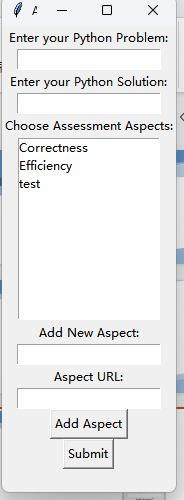 A
Enter your Python Problem:
Enter your Python Solution:
Choose Assessment Aspects:
Correctness
Efficiency
test
Add New Aspect:
Aspect URL:
Add Aspect
Submit